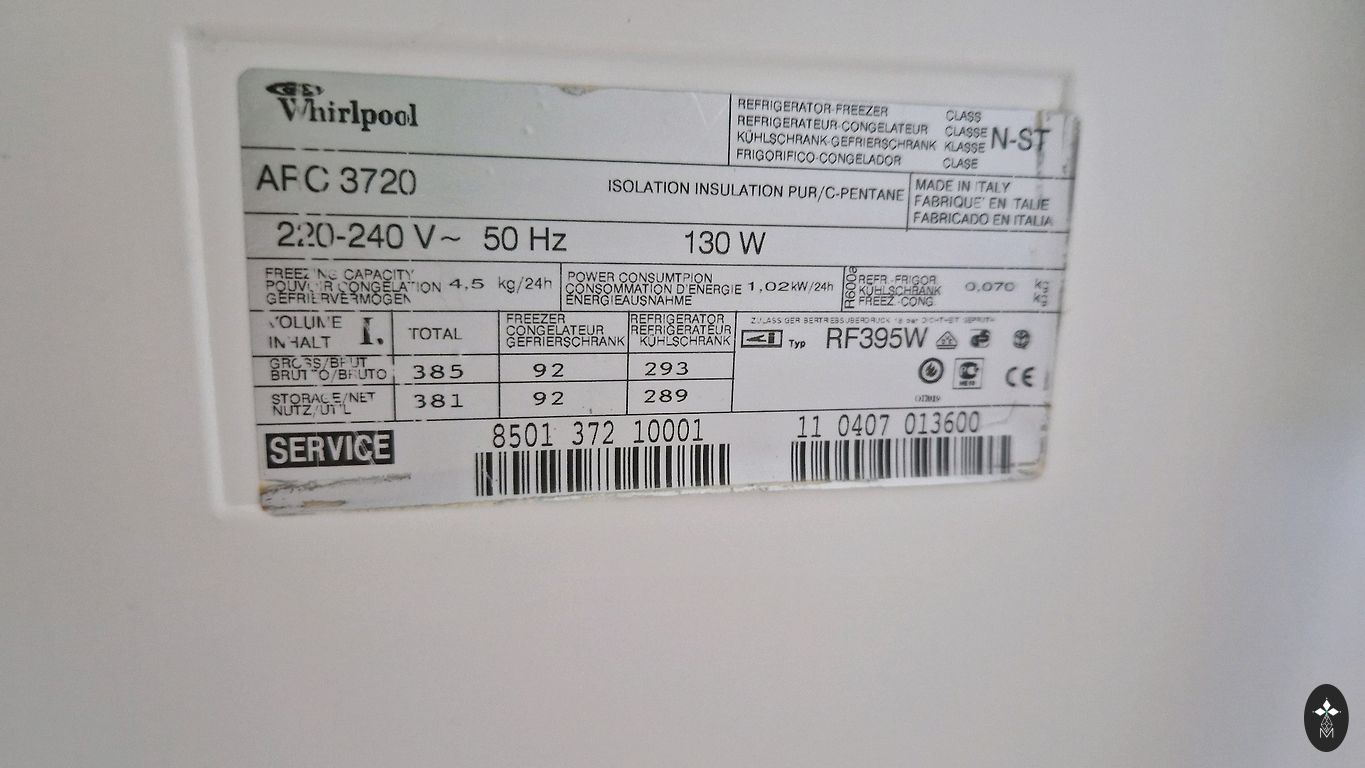 Whirlpool
REFRIGERATOR-FREEZER CLASS
REFRIGERATEUR-CONGELATEUR CLASSE N-ST
KÜHLSCHRANK-GEFRIERSCHRANK KLASSE
FRIGORIFICO-CONGELADOR CLASE
ARC 3720
ISOLATION INSULATION PUR/C-PENTANE
MADE IN ITALY
FABRIQUE' EN ITALIE
FABRICADO EN ITALIA
220-240 V~ 50 Hz 130 W
FREEZING CAPACITY
POUVOIR CONGELATION 4,5 kg/24h
GEFRIERVERMÖGEN
POWER CONSUMTPION
CONSOMMATION D'ENERGIE 1,02 kW/24h
ENERGIEAUSNAHME
R600a
REFR.-FRIGOR. kg
KÜHLSCHRANK 0,070
FREEZ.-CONG. kg
VOLUME
INHALT l.
TOTAL
FREEZER
CONGELATEUR
GEFRIERSCHRANK
REFRIGERATOR
REFRIGERATEUR
KÜHLSCHRANK
GROSS/BRUT
BRUTTO/BRUTO 385 92 293
STORAGE/NET
NUTZ/UTIL 381 92 289
Typ RF395W
CE
SERVICE
8501 372 10001
11 0407 013600
M